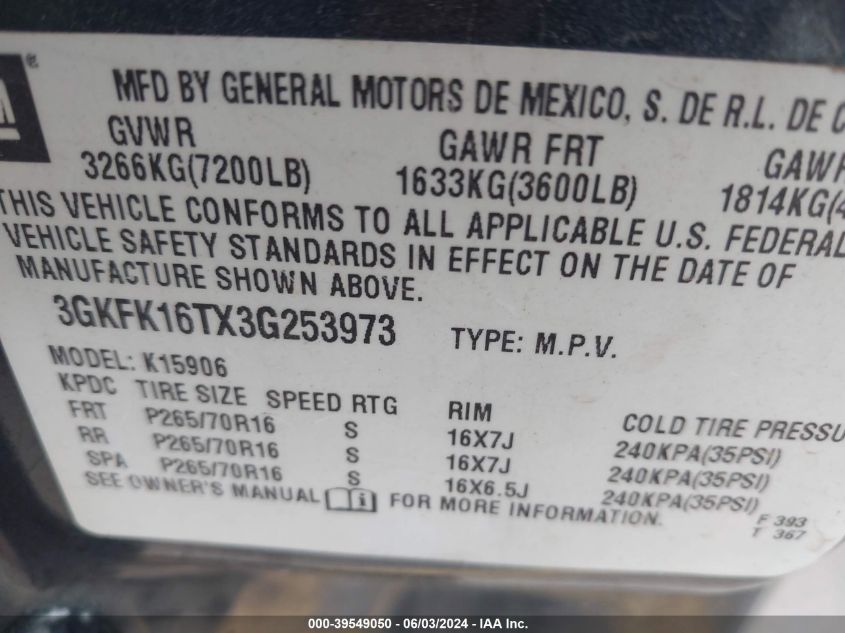 MFD BY GENERAL MOTORS DE MEXICO, S. DE R.L. DE C
GVWR GAWR FRT GAWR
3266KG(7200LB) 1633KG(3600LB) 1814KG(4
THIS VEHICLE CONFORMS TO ALL APPLICABLE U.S. FEDERAL
VEHICLE SAFETY STANDARDS IN EFFECT ON THE DATE OF
MANUFACTURE SHOWN ABOVE.
3GKFK16TX3G253973 TYPE: M.P.V.
MODEL: K15906
KPDC TIRE SIZE SPEED RTG RIM COLD TIRE PRESSU
FRT P265/70R16 S 16X7J 240KPA(35PSI)
RR P265/70R16 S 16X7J 240KPA(35PSI)
SPA P265/70R16 S 16X6.5J 240KPA(35PSI)
SEE OWNER'S MANUAL FOR MORE INFORMATION.
F 393
T 367
000-39549050 / 06/03/2024 - IAA Inc.